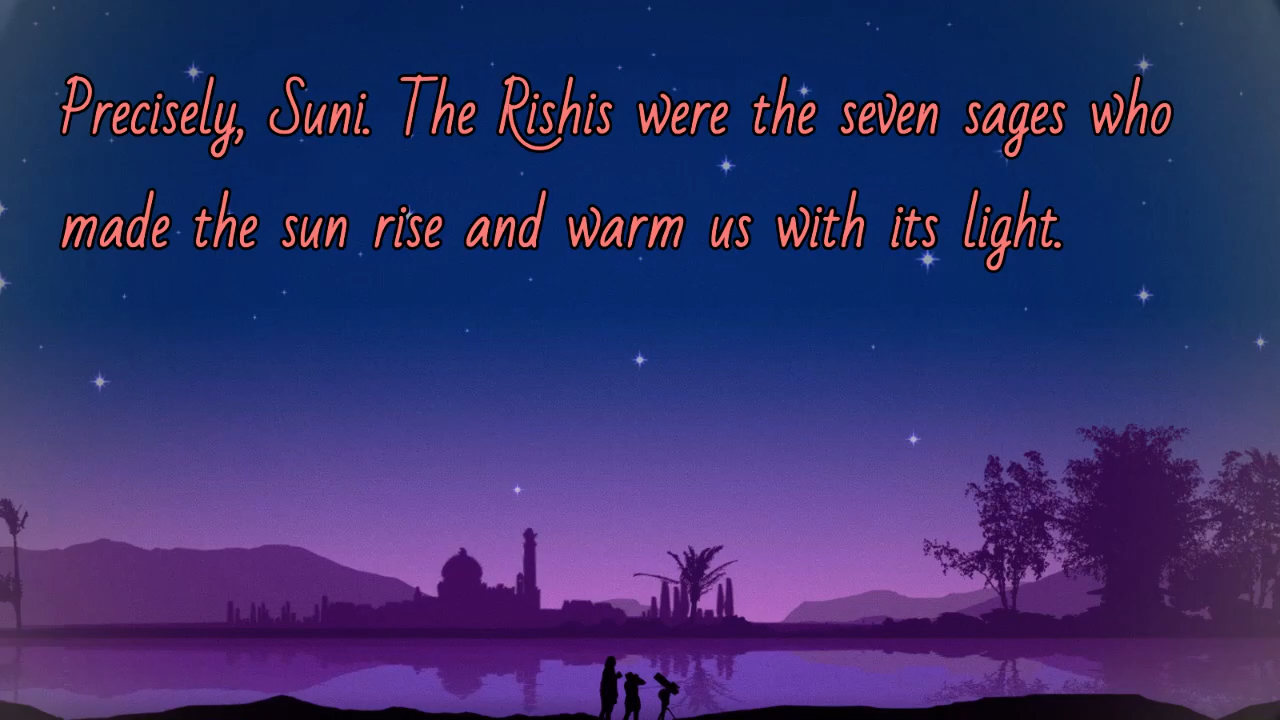 Precisely, Suni. The Rishis were the seven sages who
made the sun rise and warm us with its light.